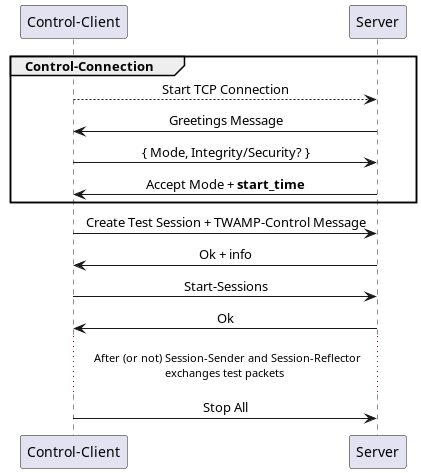 Control-Client
Server
Control-Connection
Start TCP Connection
Greetings Message
{ Mode, Integrity/Security? }
Accept Mode + start_time
Create Test Session + TWAMP-Control Message
Ok + info
Start-Sessions
Ok
After (or not) Session-Sender and Session-Reflector
exchanges test packets
Stop All
Control-Client
Server